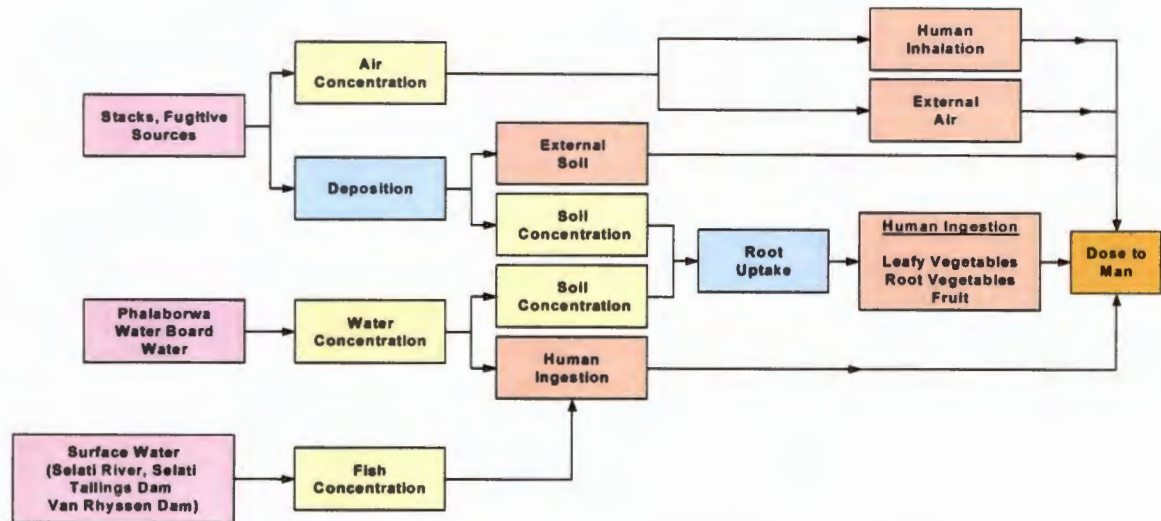 Human
Inhalation
Air
Concentration
Stacks, Fugitive
Sources
External
Air
External
Soil
Deposition
Soil
Concentration
Root
Uptake
Human Ingestion
Leafy Vegetables
Root Vegetables
Fruit
Dose to
Man
Soil
Concentration
Phalaborwa
Water Board
Water
Water
Concentration
Human
Ingestion
Surface Water
(Selati River, Selati
Tailings Dam
Van Rhyssen Dam)
Fish
Concentration